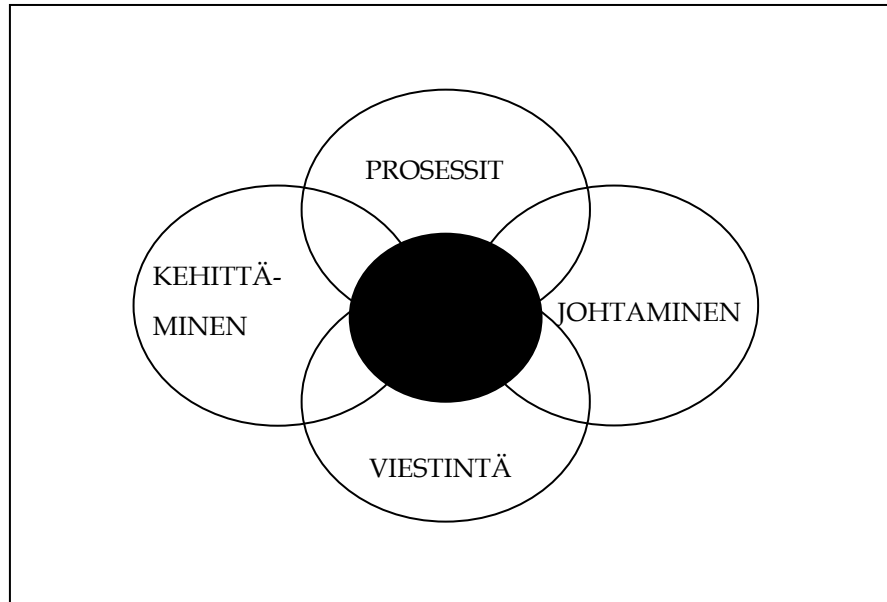 PROSESSIT
KEHITTÄ-
MINEN
JOHTAMINEN
VIESTINTÄ